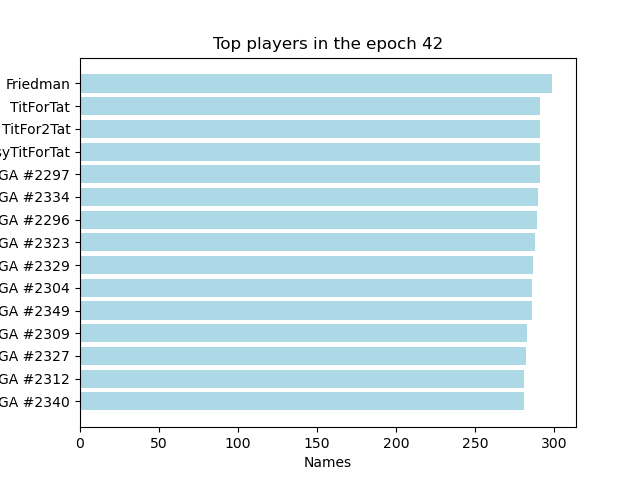 Top players in the epoch 42
Friedman
TitForTat
TitFor2Tat
syTitForTat
GA #2297
GA #2334
GA #2296
GA #2323
GA #2329
GA #2304
GA #2349
GA #2309
GA #2327
GA #2312
GA #2340
0 50 100 150 200 250 300
Names